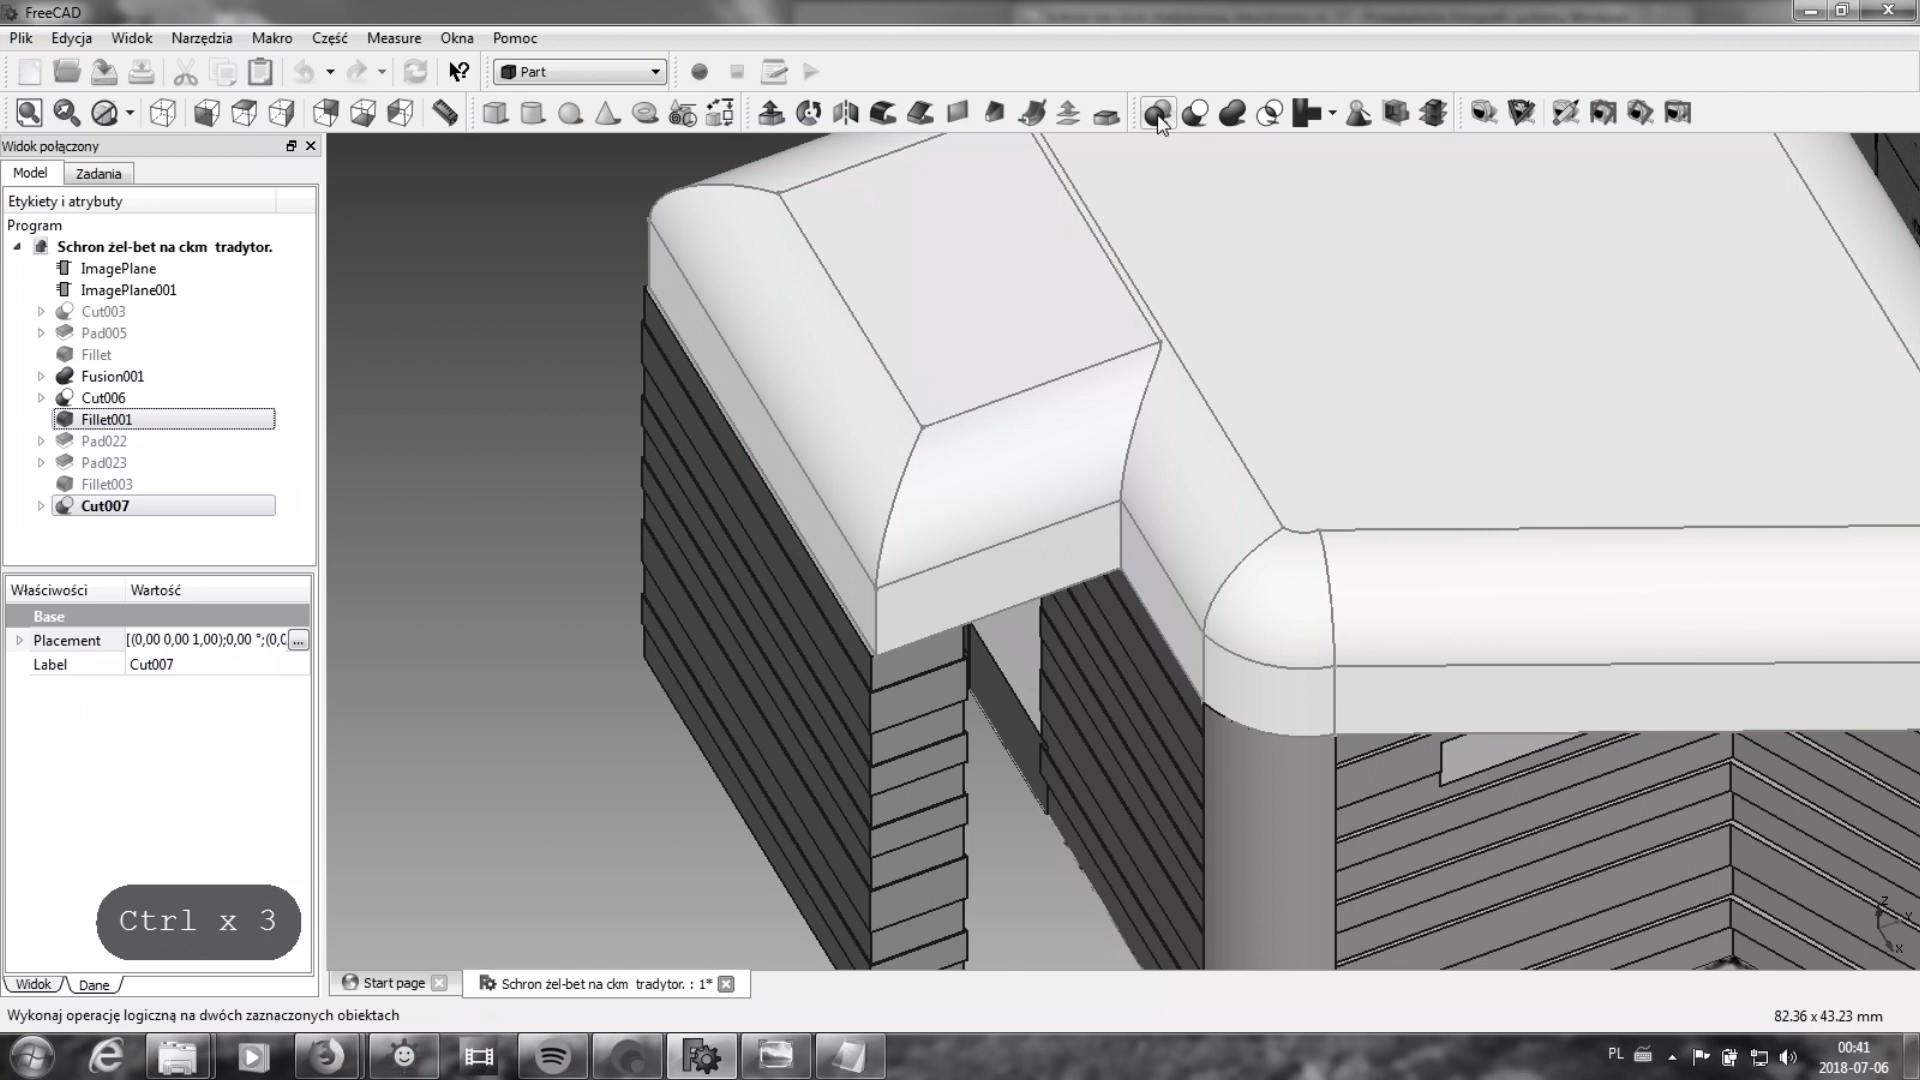 FreeCAD
Plik Edycja Widok Narzędzia Makro Część Measure Okna Pomoc
Part
Widok połączony
Model Zadania
Etykiety i atrybuty
Program
Schron żel-bet na ckm tradytor.
ImagePlane
ImagePlane001
Cut003
Pad005
Fillet
Fusion001
Cut006
Fillet001
Pad022
Pad023
Fillet003
Cut007
Właściwości Wartość
Base
Placement [(0,00 0,00 1,00);0,00 °;(0,0 ...
Label Cut007
Ctrl x 3
Z
Y
X
Widok Dane
Start page Schron żel-bet na ckm tradytor. : 1*
Wykonaj operację logiczną na dwóch zaznaczonych obiektach 82.36 x 43.23 mm
PL 00:41
2018-07-06